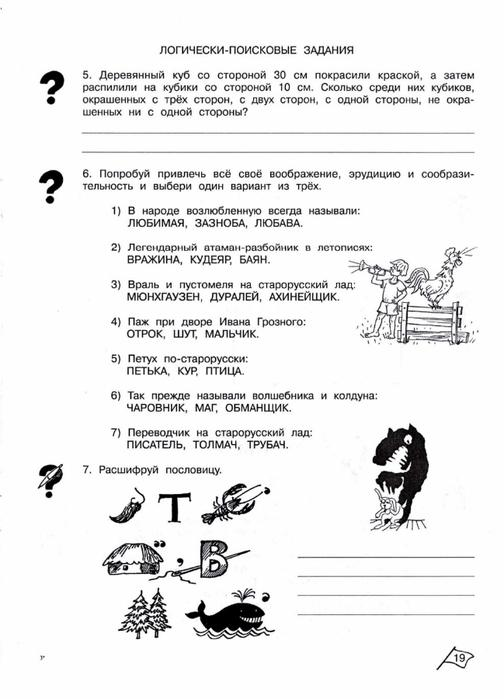 ЛОГИЧЕСКИ-ПОИСКОВЫЕ ЗАДАНИЯ
5. Деревянный куб со стороной 30 см покрасили краской, а затем
распилили на кубики со стороной 10 см. Сколько среди них кубиков,
окрашенных с трёх сторон, с двух сторон, с одной стороны, не окра-
шенных ни с одной стороны?
6. Попробуй привлечь всё своё воображение, эрудицию и сообрази-
тельность и выбери один вариант из трёх.
1) В народе возлюбленную всегда называли:
ЛЮБИМАЯ, ЗАЗНОБА, ЛЮБАВА.
2) Легендарный атаман-разбойник в летописях:
ВРАЖИНА, КУДЕЯР, БАЯН.
3) Враль и пустомеля на старорусский лад:
МЮНХГАУЗЕН, ДУРАЛЕЙ, АХИНЕЙЩИК.
4) Паж при дворе Ивана Грозного:
ОТРОК, ШУТ, МАЛЬЧИК.
5) Петух по-старорусски:
ПЕТЬКА, КУР, ПТИЦА.
6) Так прежде называли волшебника и колдуна:
ЧАРОВНИК, МАГ, ОБМАНЩИК.
7) Переводчик на старорусский лад:
ПИСАТЕЛЬ, ТОЛМАЧ, ТРУБАЧ.
7. Расшифруй пословицу.
Т ,
" , В
19